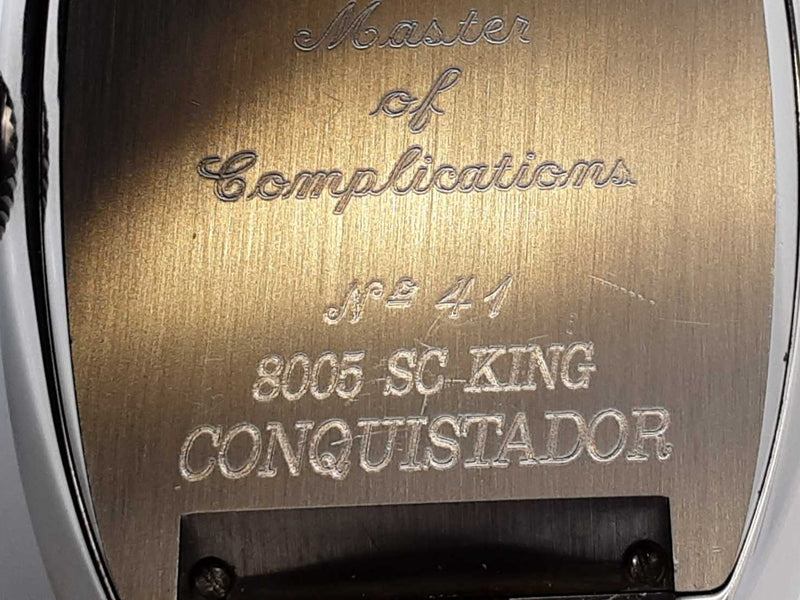 Master
of
Complications
Nº 41
8005 SC KING
CONQUISTADOR